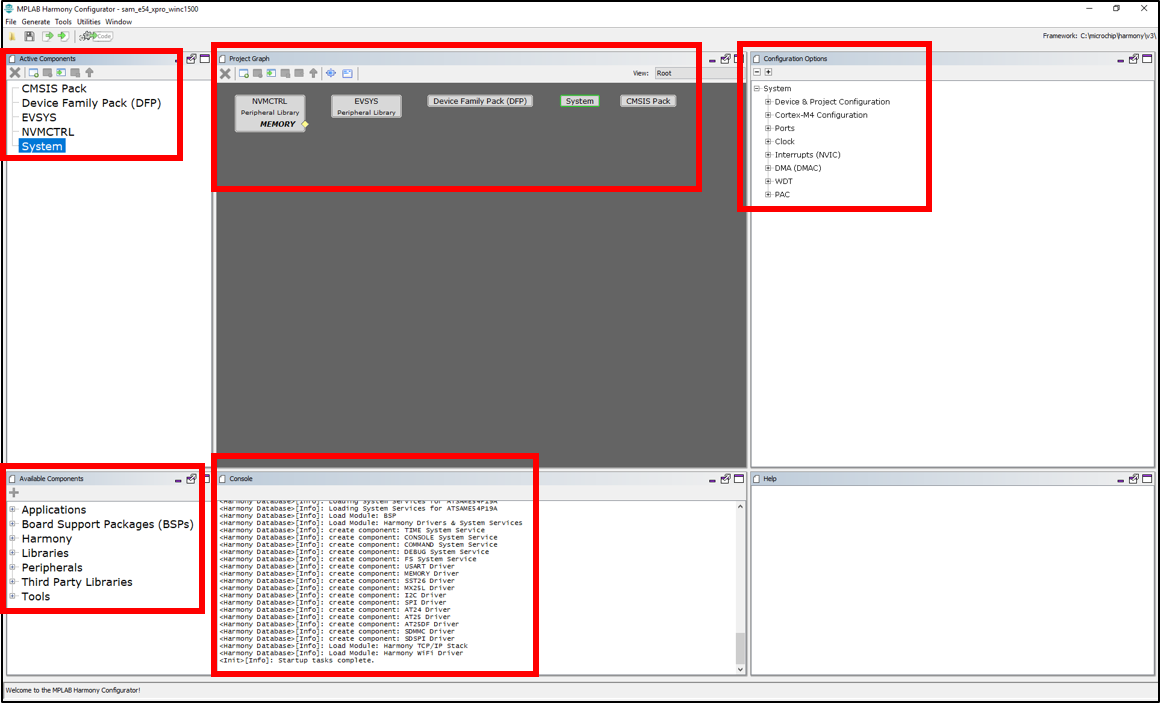 MPLAB Harmony Configurator - sam_e54_xpro_winc1500
File Generate Tools Utilities Window
Code
Framework: C:\microchip\harmony\v3\
Active Components
CMSIS Pack
Device Family Pack (DFP)
EVSYS
NVMCTRL
System
Project Graph
View: Root
NVMCTRL
Peripheral Library
MEMORY
EVSYS
Peripheral Library
Device Family Pack (DFP)
System
CMSIS Pack
Configuration Options
System
Device & Project Configuration
Cortex-M4 Configuration
Ports
Clock
Interrupts (NVIC)
DMA (DMAC)
WDT
PAC
Available Components
Applications
Board Support Packages (BSPs)
Harmony
Libraries
Peripherals
Third Party Libraries
Tools
Console
<Harmony Database>[Info]: Loading System Services for ATSAME54P19A
<Harmony Database>[Info]: Loading System Services for ATSAME54P19A
<Harmony Database>[Info]: Load Module: BSP
<Harmony Database>[Info]: Load Module: Harmony Drivers & System Services
<Harmony Database>[Info]: create component: TIME System Service
<Harmony Database>[Info]: create component: CONSOLE System Service
<Harmony Database>[Info]: create component: COMMAND System Service
<Harmony Database>[Info]: create component: DEBUG System Service
<Harmony Database>[Info]: create component: FS System Service
<Harmony Database>[Info]: create component: USART Driver
<Harmony Database>[Info]: create component: MEMORY Driver
<Harmony Database>[Info]: create component: SST26 Driver
<Harmony Database>[Info]: create component: MX25L Driver
<Harmony Database>[Info]: create component: I2C Driver
<Harmony Database>[Info]: create component: SPI Driver
<Harmony Database>[Info]: create component: AT24 Driver
<Harmony Database>[Info]: create component: AT25 Driver
<Harmony Database>[Info]: create component: AT25DF Driver
<Harmony Database>[Info]: create component: SDMMC Driver
<Harmony Database>[Info]: create component: SDSPI Driver
<Harmony Database>[Info]: Load Module: Harmony TCP/IP Stack
<Harmony Database>[Info]: Load Module: Harmony WiFi Driver
<Init>[Info]: Startup tasks complete.
Help
Welcome to the MPLAB Harmony Configurator!